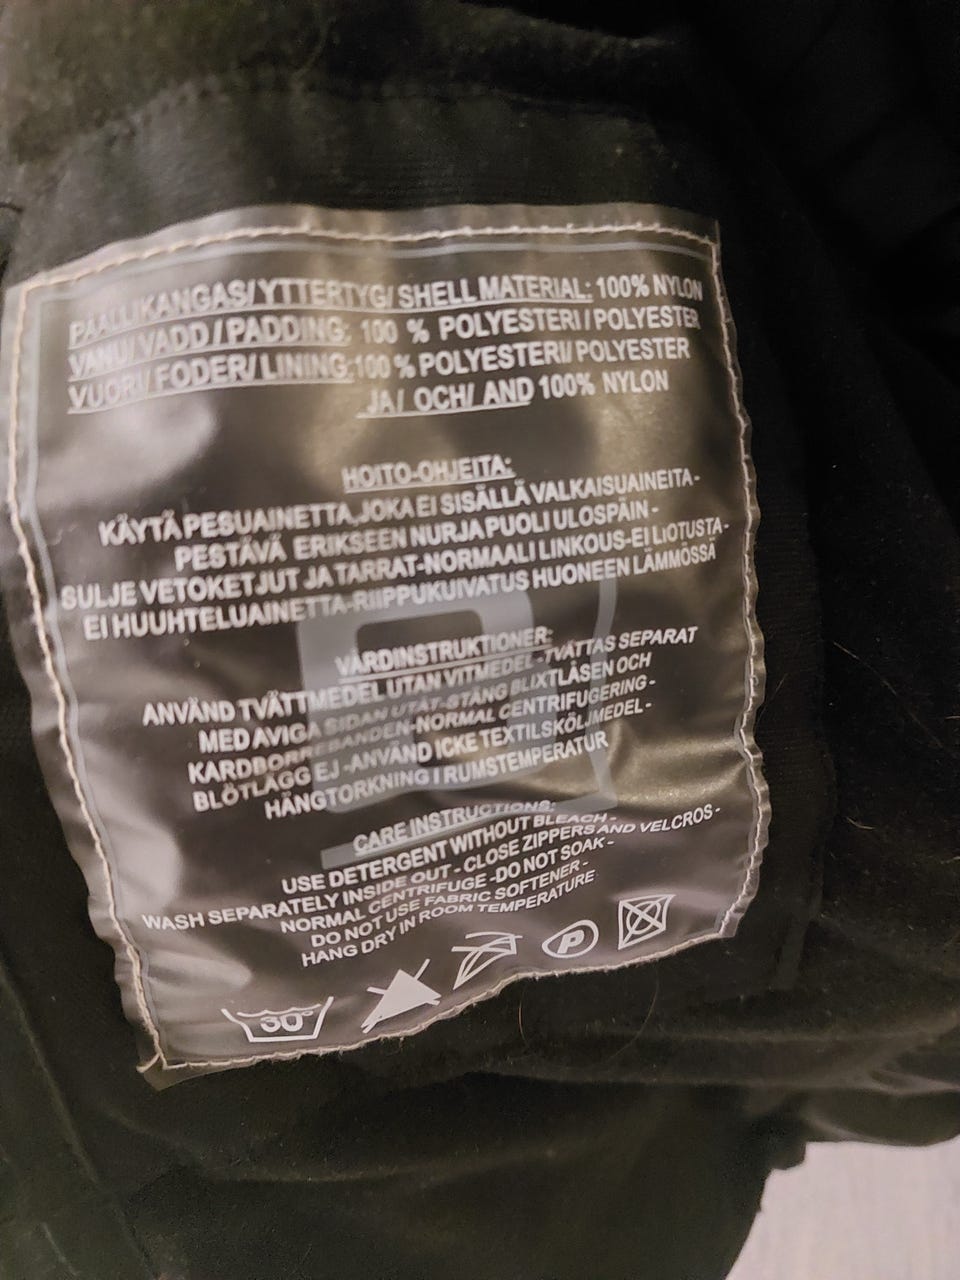 PÄÄLLIKANGAS/YTTERTYG/SHELL MATERIAL: 100% NYLON
VANU/VADD/PADDING: 100 % POLYESTERI/POLYESTER
VUORI/FODER/LINING:100 % POLYESTERI/POLYESTER
JA/ OCH/ AND 100% NYLON
HOITO-OHJEITA:
KÄYTÄ PESUAINETTA,JOKA EI SISÄLLÄ VALKAISUAINEITA-
PESTÄVÄ ERIKSEEN NURJA PUOLI ULOSPÄIN-
SULJE VETOKETJUT JA TARRAT-NORMAALI LINKOUS-EI LIOTUSTA-
EI HUUHTELUAINETTA-RIIPPUKUIVATUS HUONEEN LÄMMÖSSÄ
VÅRDINSTRUKTIONER:
ANVÄND TVÄTTMEDEL UTAN VITMEDEL-TVÄTTAS SEPARAT
MED AVIGA SIDAN UTÅT-STÄNG BLIXTLÅSEN OCH
KARDBORREBANDEN-NORMAL CENTRIFUGERING-
BLÖTLÄGG EJ-ANVÄND ICKE TEXTILSKÖLJMEDEL-
HÄNGTORKNING I RUMSTEMPERATUR
CARE INSTRUCTIONS:
USE DETERGENT WITHOUT BLEACH-
WASH SEPARATELY INSIDE OUT-CLOSE ZIPPERS AND VELCROS-
NORMAL CENTRIFUGE-DO NOT SOAK-
DO NOT USE FABRIC SOFTENER-
HANG DRY IN ROOM TEMPERATURE
30° P